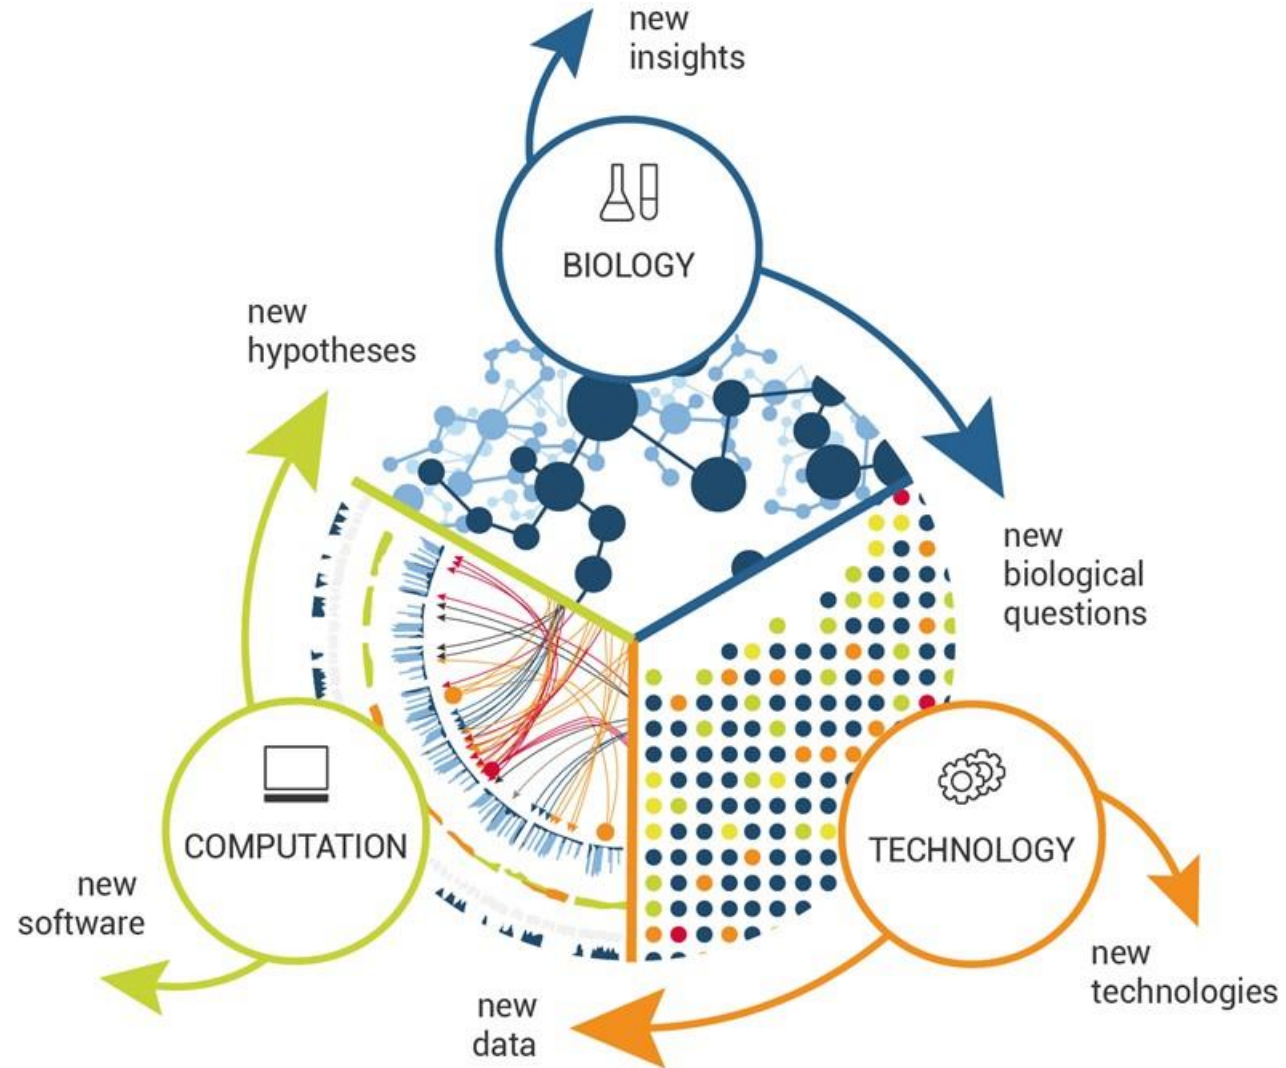 new
insights
BIOLOGY
new
hypotheses
new
biological
questions
COMPUTATION
TECHNOLOGY
new
software
new
technologies
new
data